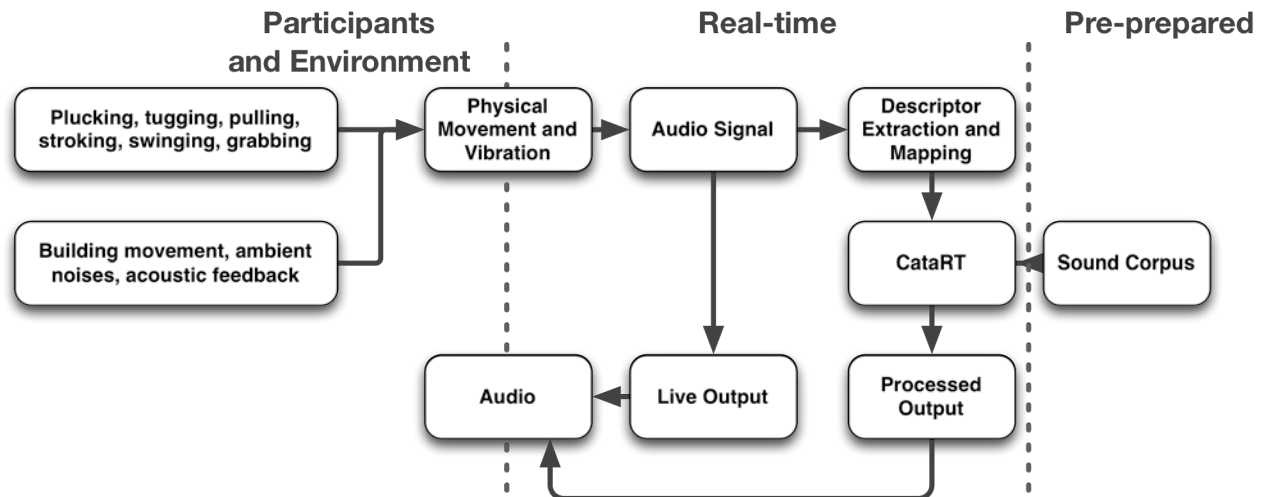 Participants
and Environment
Real-time
Pre-prepared
Plucking, tugging, pulling,
stroking, swinging, grabbing
Physical
Movement and
Vibration
Audio Signal
Descriptor
Extraction and
Mapping
Building movement, ambient
noises, acoustic feedback
CataRT
Sound Corpus
Audio
Live Output
Processed
Output